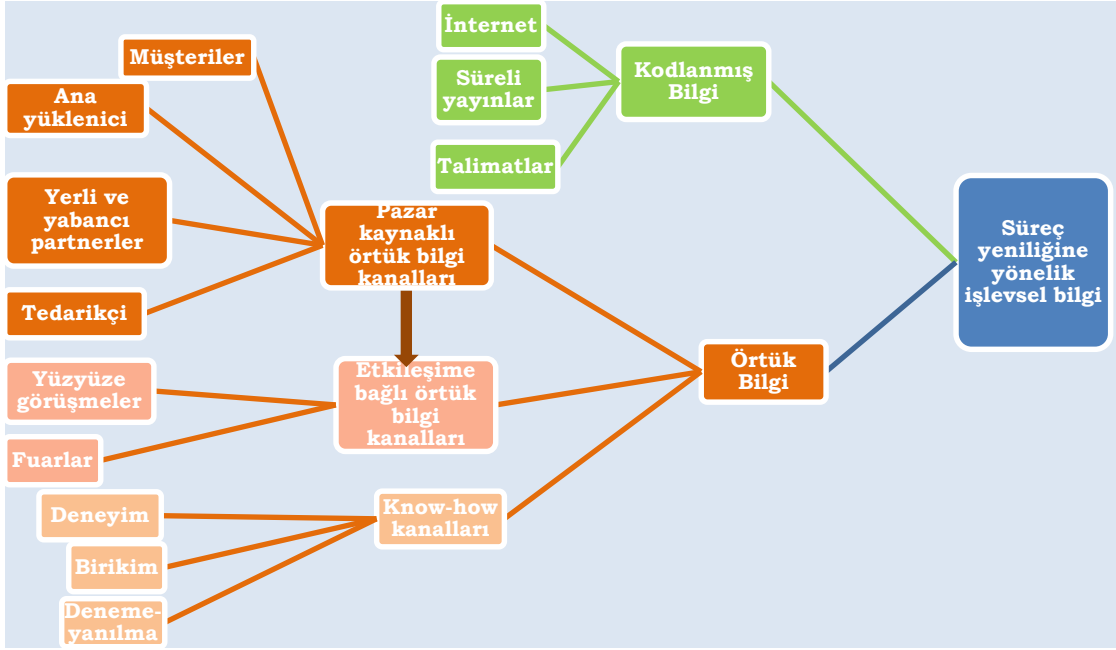 İnternet
Süreli
yayınlar
Talimatlar
Kodlanmış
Bilgi
Müşteriler
Ana
yüklenici
Yerli ve
yabancı
partnerler
Tedarikçi
Pazar
kaynaklı
örtük bilgi
kanalları
Süreç
yeniliğine
yönelik
işlevsel bilgi
Yüzyüze
görüşmeler
Fuarlar
Etkileşime
bağlı örtük
bilgi
kanalları
Örtük
Bilgi
Deneyim
Birikim
Deneme-
yanılma
Know-how
kanalları